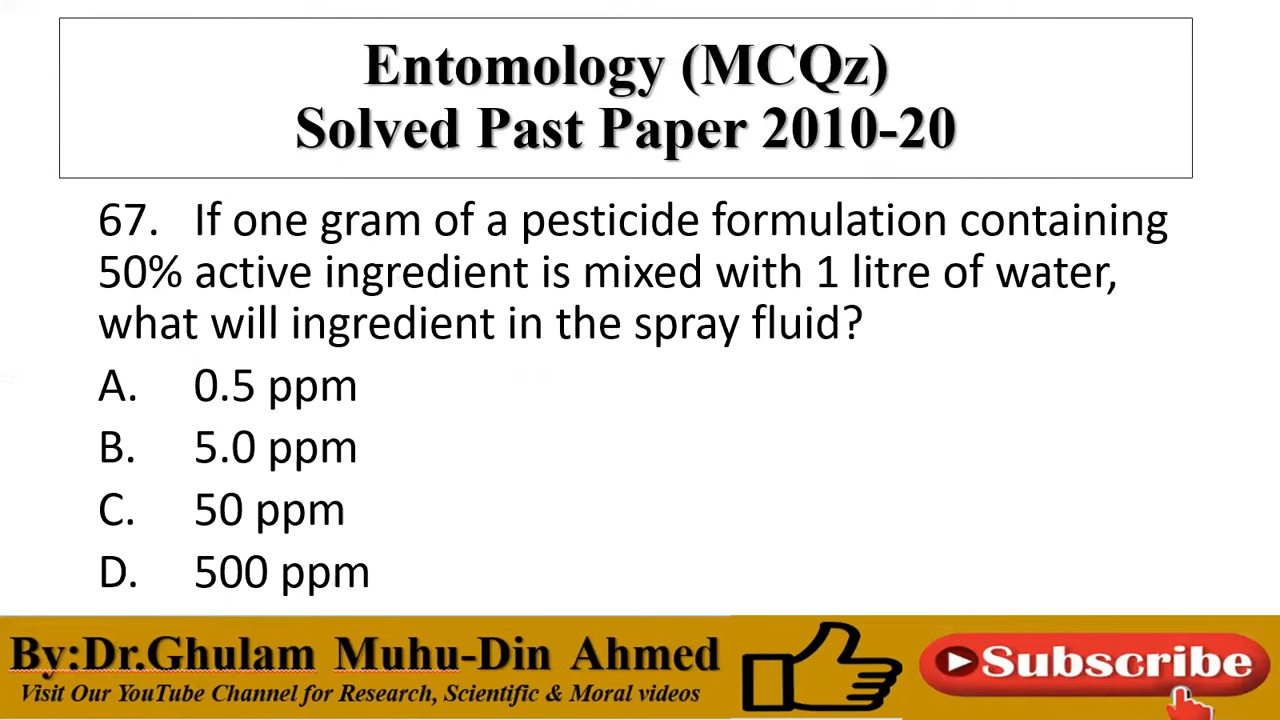 Entomology (MCQz)
Solved Past Paper 2010-20
67. If one gram of a pesticide formulation containing
50% active ingredient is mixed with 1 litre of water,
what will ingredient in the spray fluid?
A. 0.5 ppm
B. 5.0 ppm
C. 50 ppm
D. 500 ppm
By:Dr.Ghulam Muhu-Din Ahmed
Visit Our YouTube Channel for Research, Scientific & Moral videos
Subscribe